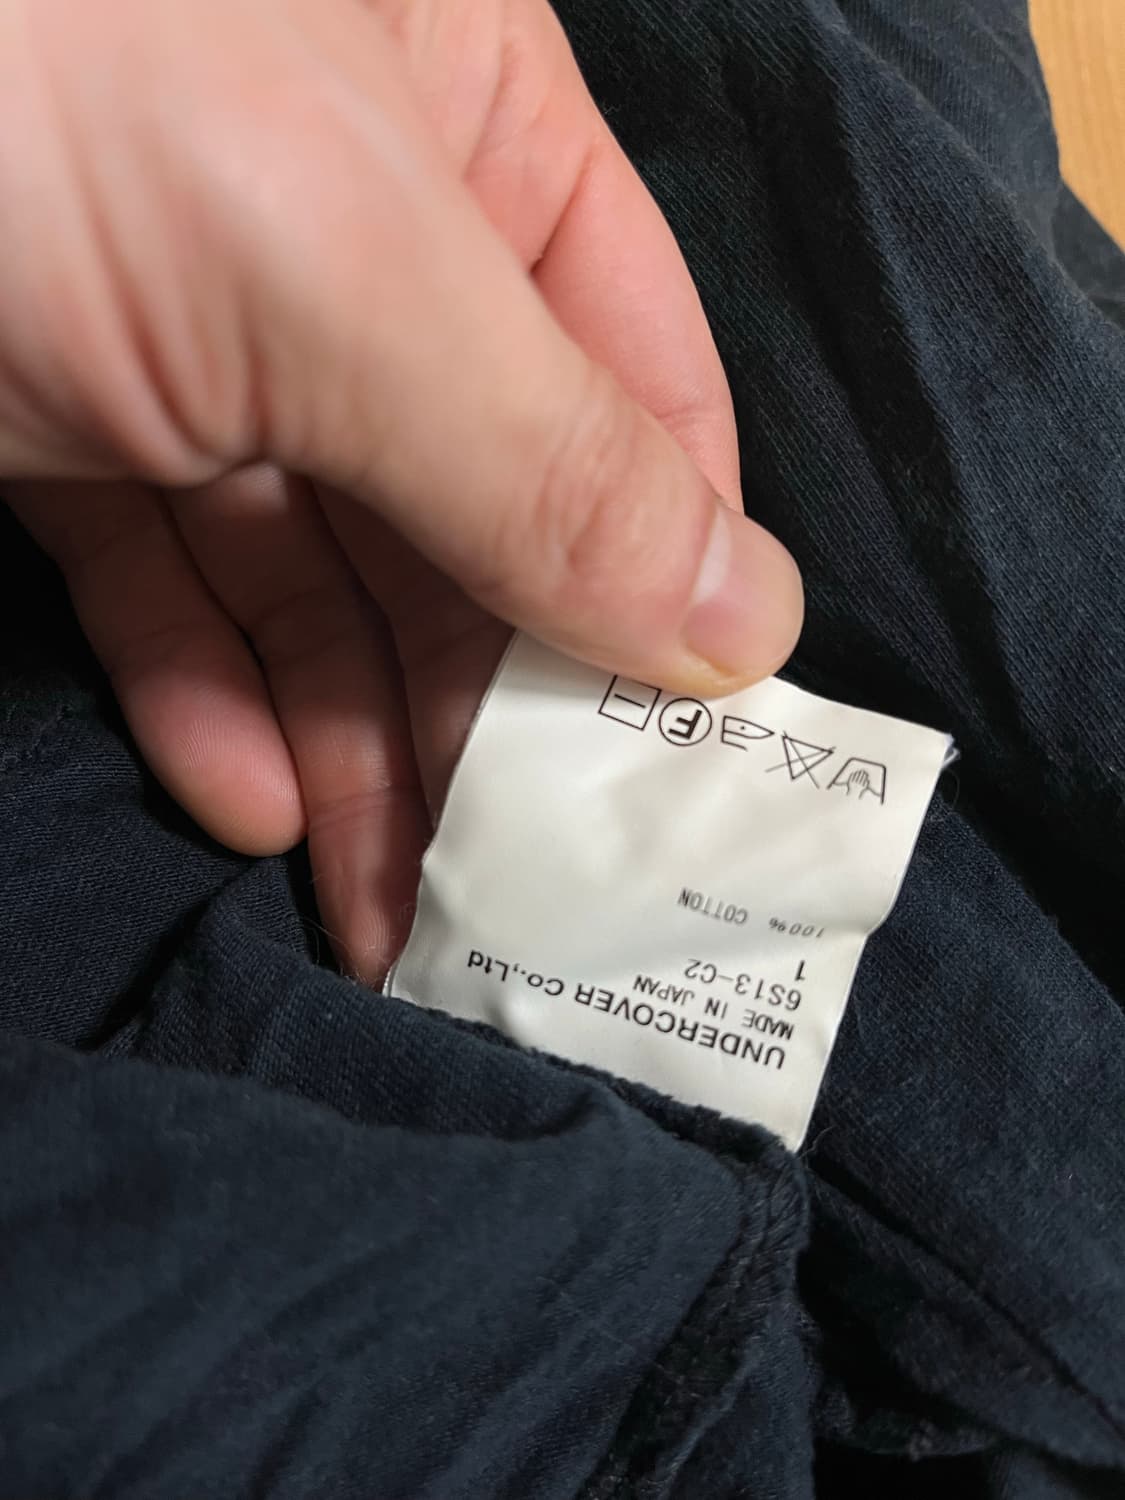 UNDERCOVER Co.,Ltd
MADE IN JAPAN
6S13-C2
1
100% COTTON
F